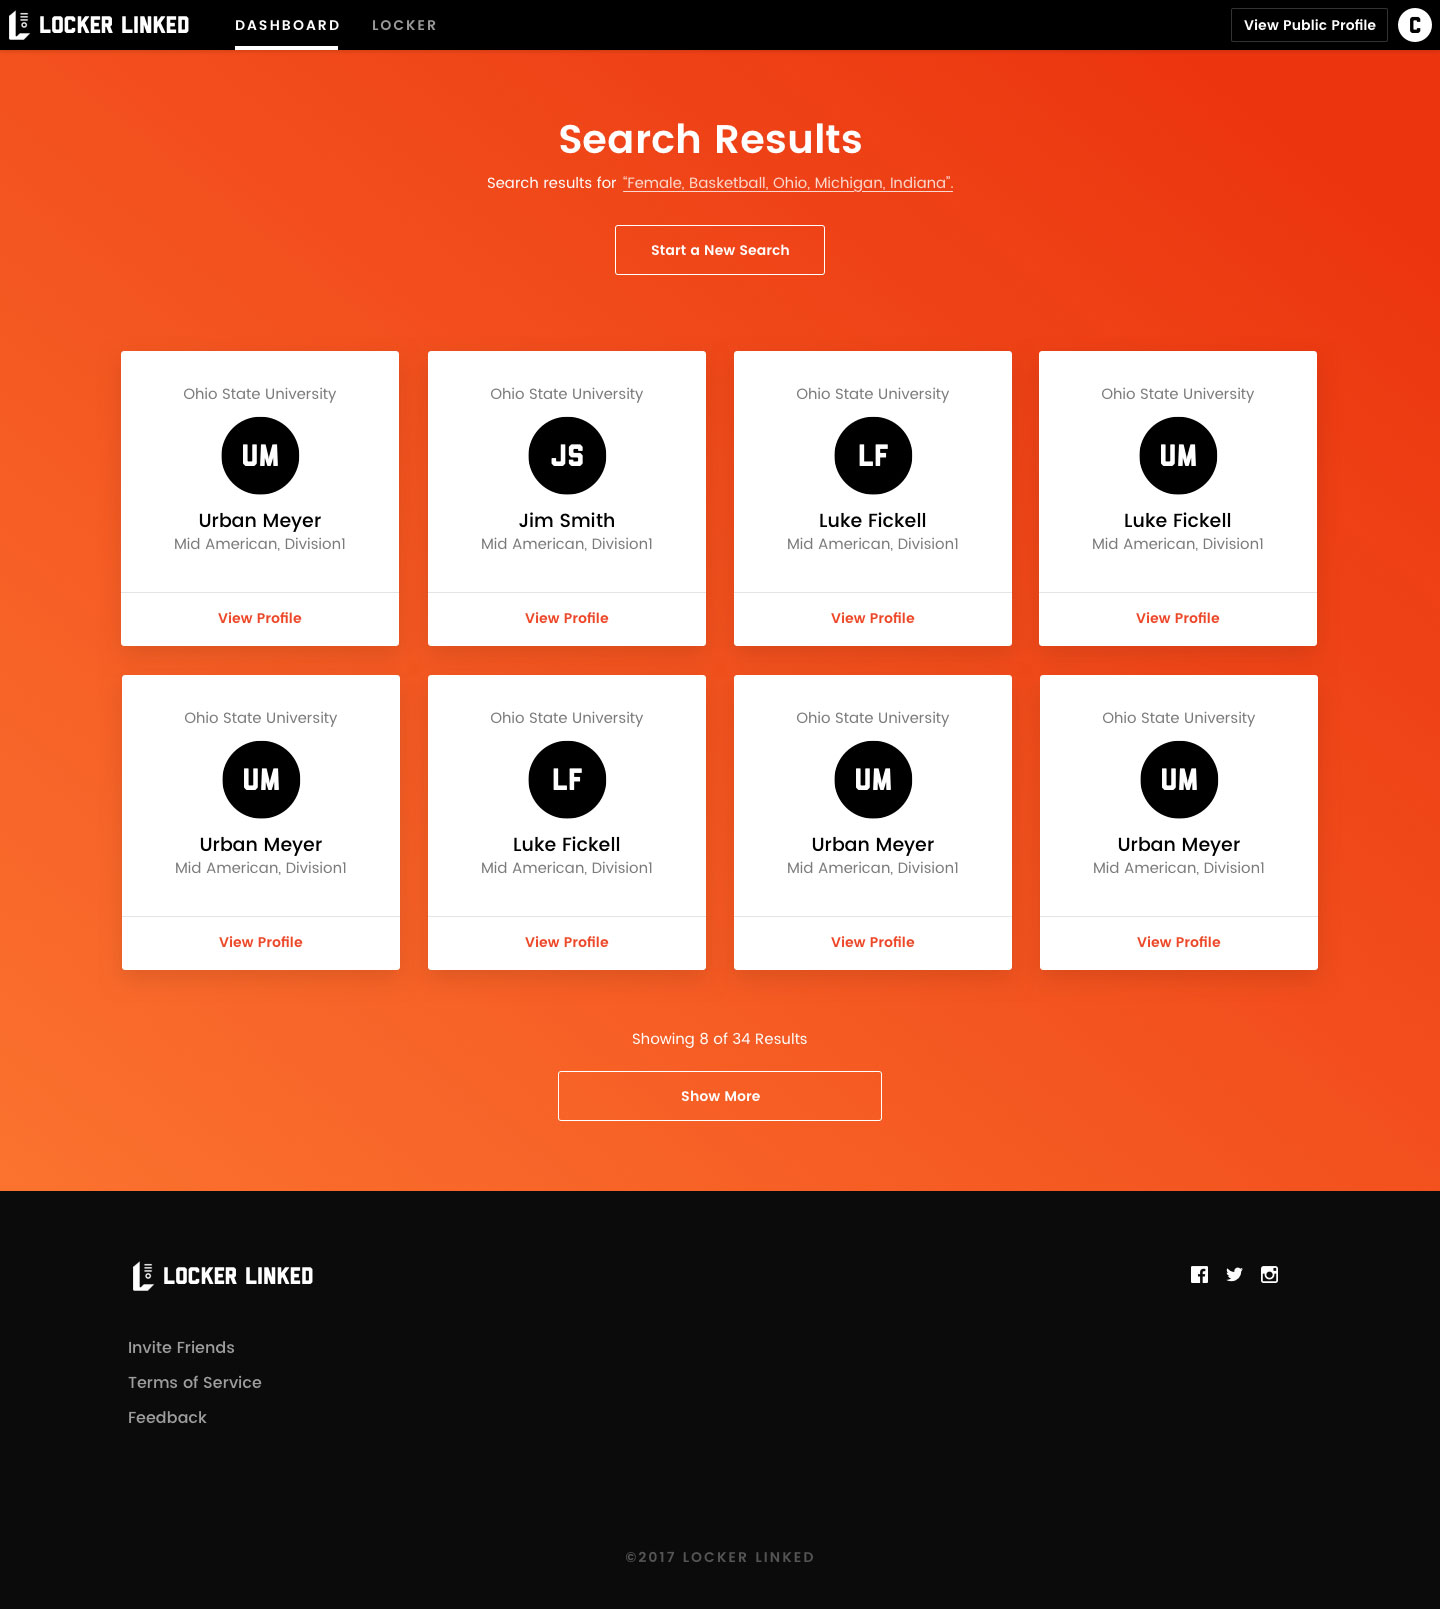 LOCKER LINKED DASHBOARD LOCKER View Public Profile C
Search Results
Search results for "Female, Basketball, Ohio, Michigan, Indiana".
Start a New Search
Ohio State University Ohio State University Ohio State University Ohio State University
UM JS LF UM
Urban Meyer Jim Smith Luke Fickell Luke Fickell
Mid American, Division1 Mid American, Division1 Mid American, Division1 Mid American, Division1
View Profile View Profile View Profile View Profile
Ohio State University Ohio State University Ohio State University Ohio State University
UM LF UM UM
Urban Meyer Luke Fickell Urban Meyer Urban Meyer
Mid American, Division1 Mid American, Division1 Mid American, Division1 Mid American, Division1
View Profile View Profile View Profile View Profile
Showing 8 of 34 Results
Show More
LOCKER LINKED
Invite Friends
Terms of Service
Feedback
©2017 LOCKER LINKED